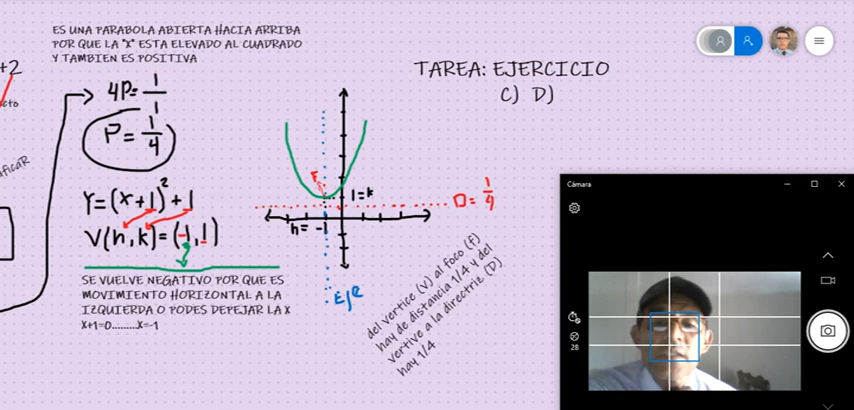 ES UNA PARABOLA ABIERTA HACIA ARRIBA
POR QUE LA "X" ESTA ELEVADO AL CUADRADO
Y TAMBIEN ES POSITIVA
+2
cto
aficaR
4P= 1/1
P= 1/4
Y=(X+1)²+1
V(h,k)=(-1,1)
SE VUELVE NEGATIVO POR QUE ES
MOVIMIENTO HORIZONTAL A LA
IZQUIERDA O PODES DEPEJAR LA X
X+1=0.........X=-1
F
1=k
h= -1
D= 1/4
EJE
del vertice (V) al foco (f)
hay de distancia 1/4 y del
vertive a la directriz (D)
hay 1/4
TAREA: EJERCICIO
C) D)
Cámara
28